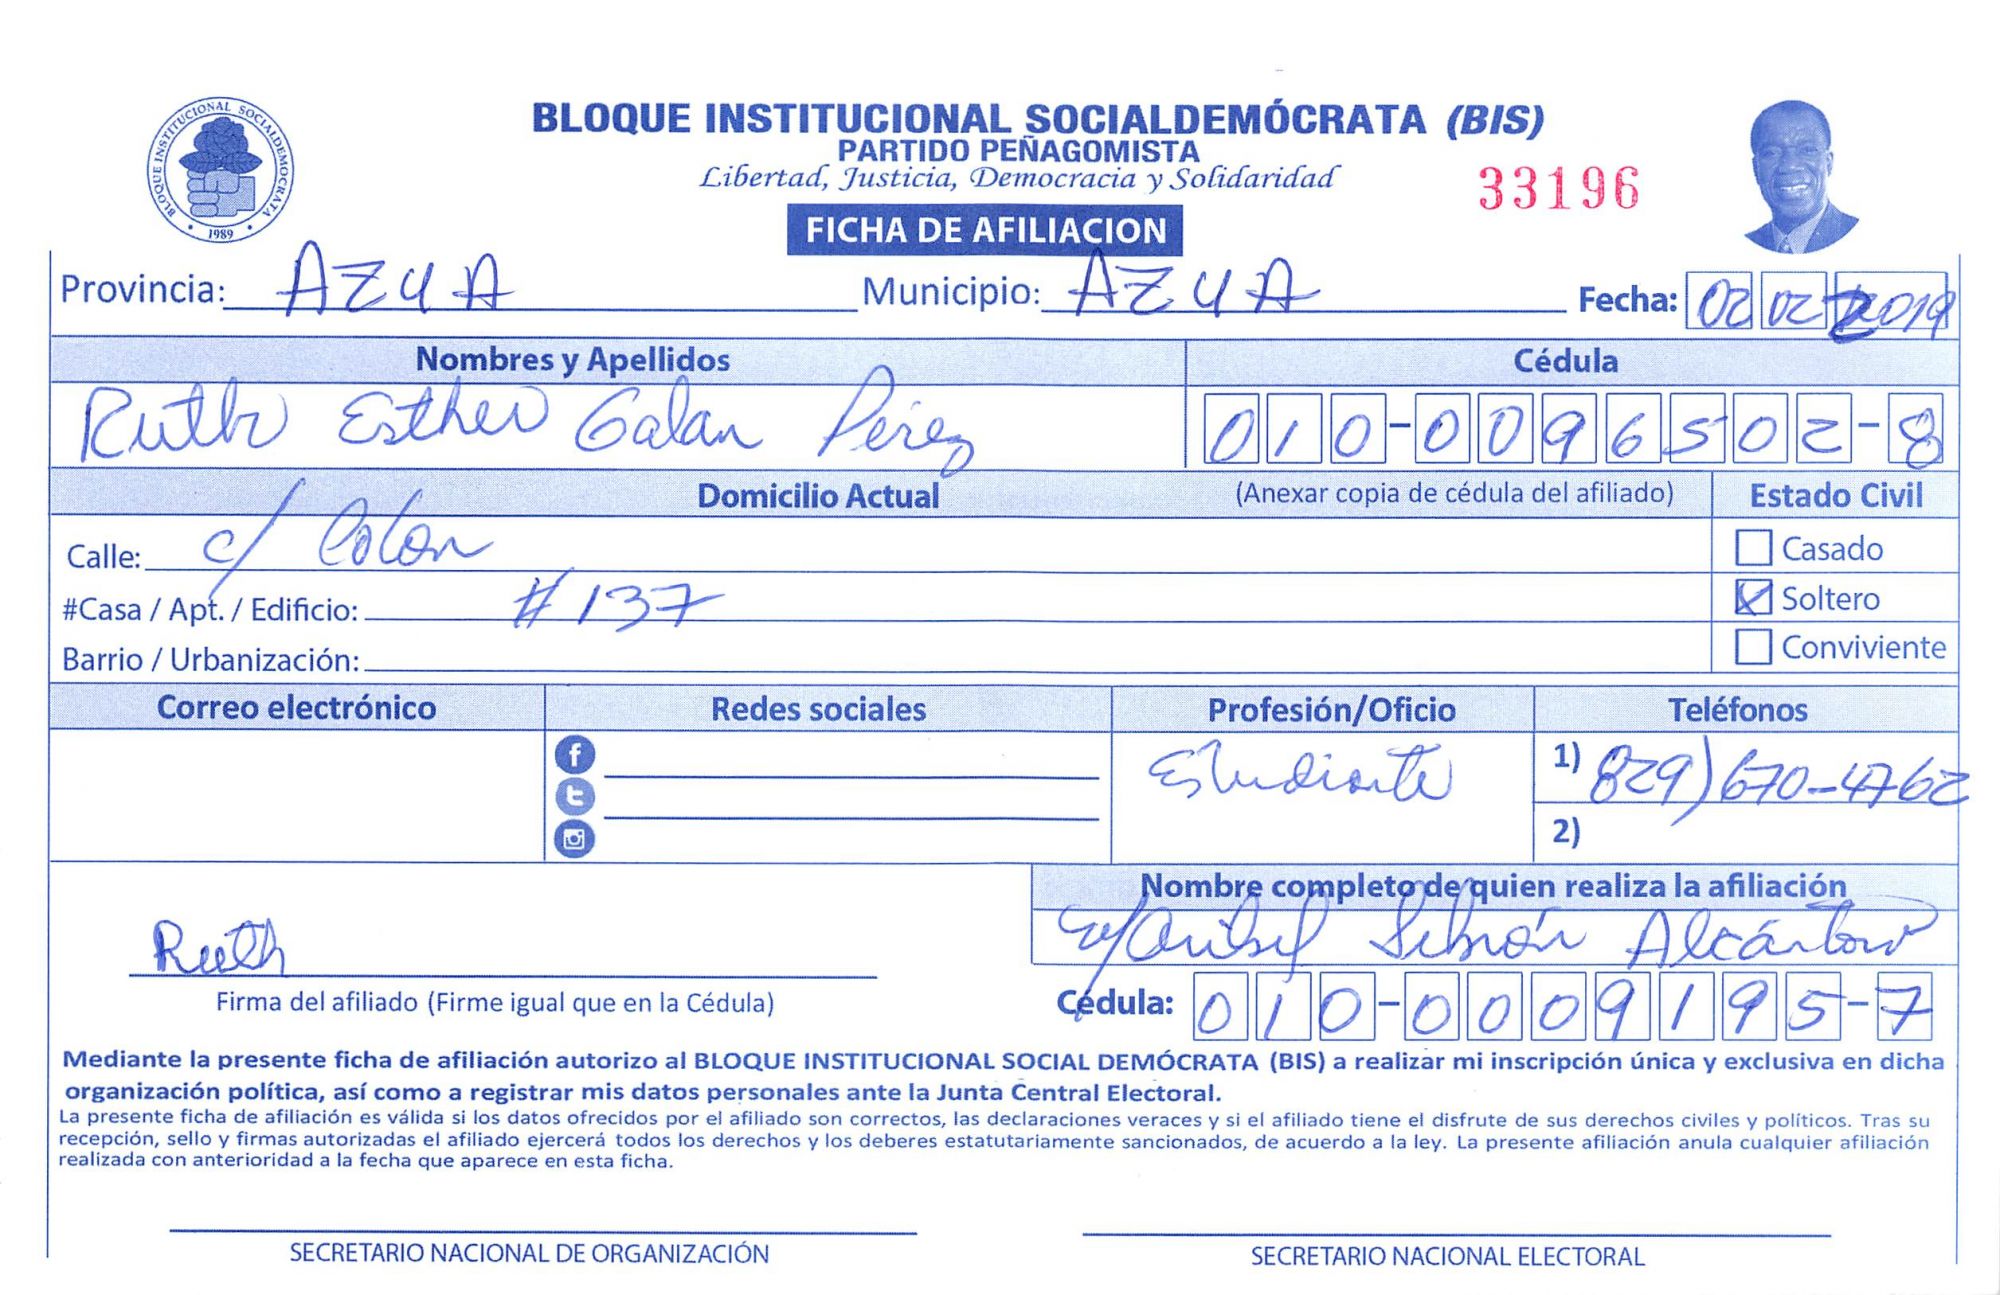 BLOQUE INSTITUCIONAL SOCIALDEMÓCRATA
1989
BLOQUE INSTITUCIONAL SOCIALDEMÓCRATA (BIS)
PARTIDO PEÑAGOMISTA
Libertad, Justicia, Democracia y Solidaridad
33196
FICHA DE AFILIACION
Provincia: AZUA Municipio: AZUA Fecha: 02 02 2019
Nombres y Apellidos Cédula
Ruth Esther Galan Pérez 010-0096502-8
Domicilio Actual (Anexar copia de cédula del afiliado) Estado Civil
Calle: c/ Colon Casado
#Casa / Apt. / Edificio: #137 Soltero
Barrio / Urbanización: Conviviente
Correo electrónico Redes sociales Profesión/Oficio Teléfonos
Estudiante 1) 829)670-4762
2)
Nombre completo de quien realiza la afiliación
Ruth Maribel Alcántara
Firma del afiliado (Firme igual que en la Cédula) Cédula: 010-0009195-7
Mediante la presente ficha de afiliación autorizo al BLOQUE INSTITUCIONAL SOCIAL DEMÓCRATA (BIS) a realizar mi inscripción única y exclusiva en dicha
organización política, así como a registrar mis datos personales ante la Junta Central Electoral.
La presente ficha de afiliación es válida si los datos ofrecidos por el afiliado son correctos, las declaraciones veraces y si el afiliado tiene el disfrute de sus derechos civiles y políticos. Tras su
recepción, sello y firmas autorizadas el afiliado ejercerá todos los derechos y los deberes estatutariamente sancionados, de acuerdo a la ley. La presente afiliación anula cualquier afiliación
realizada con anterioridad a la fecha que aparece en esta ficha.
SECRETARIO NACIONAL DE ORGANIZACIÓN SECRETARIO NACIONAL ELECTORAL